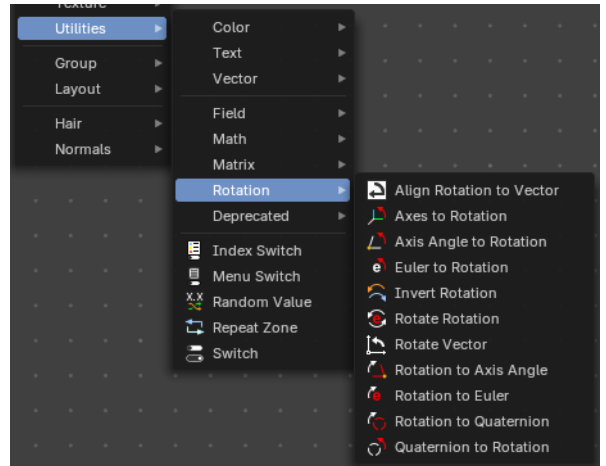 Texture
Utilities
Group
Layout
Hair
Normals
Color
Text
Vector
Field
Math
Matrix
Rotation
Deprecated
Index Switch
Menu Switch
Random Value
Repeat Zone
Switch
Align Rotation to Vector
Axes to Rotation
Axis Angle to Rotation
Euler to Rotation
Invert Rotation
Rotate Rotation
Rotate Vector
Rotation to Axis Angle
Rotation to Euler
Rotation to Quaternion
Quaternion to Rotation